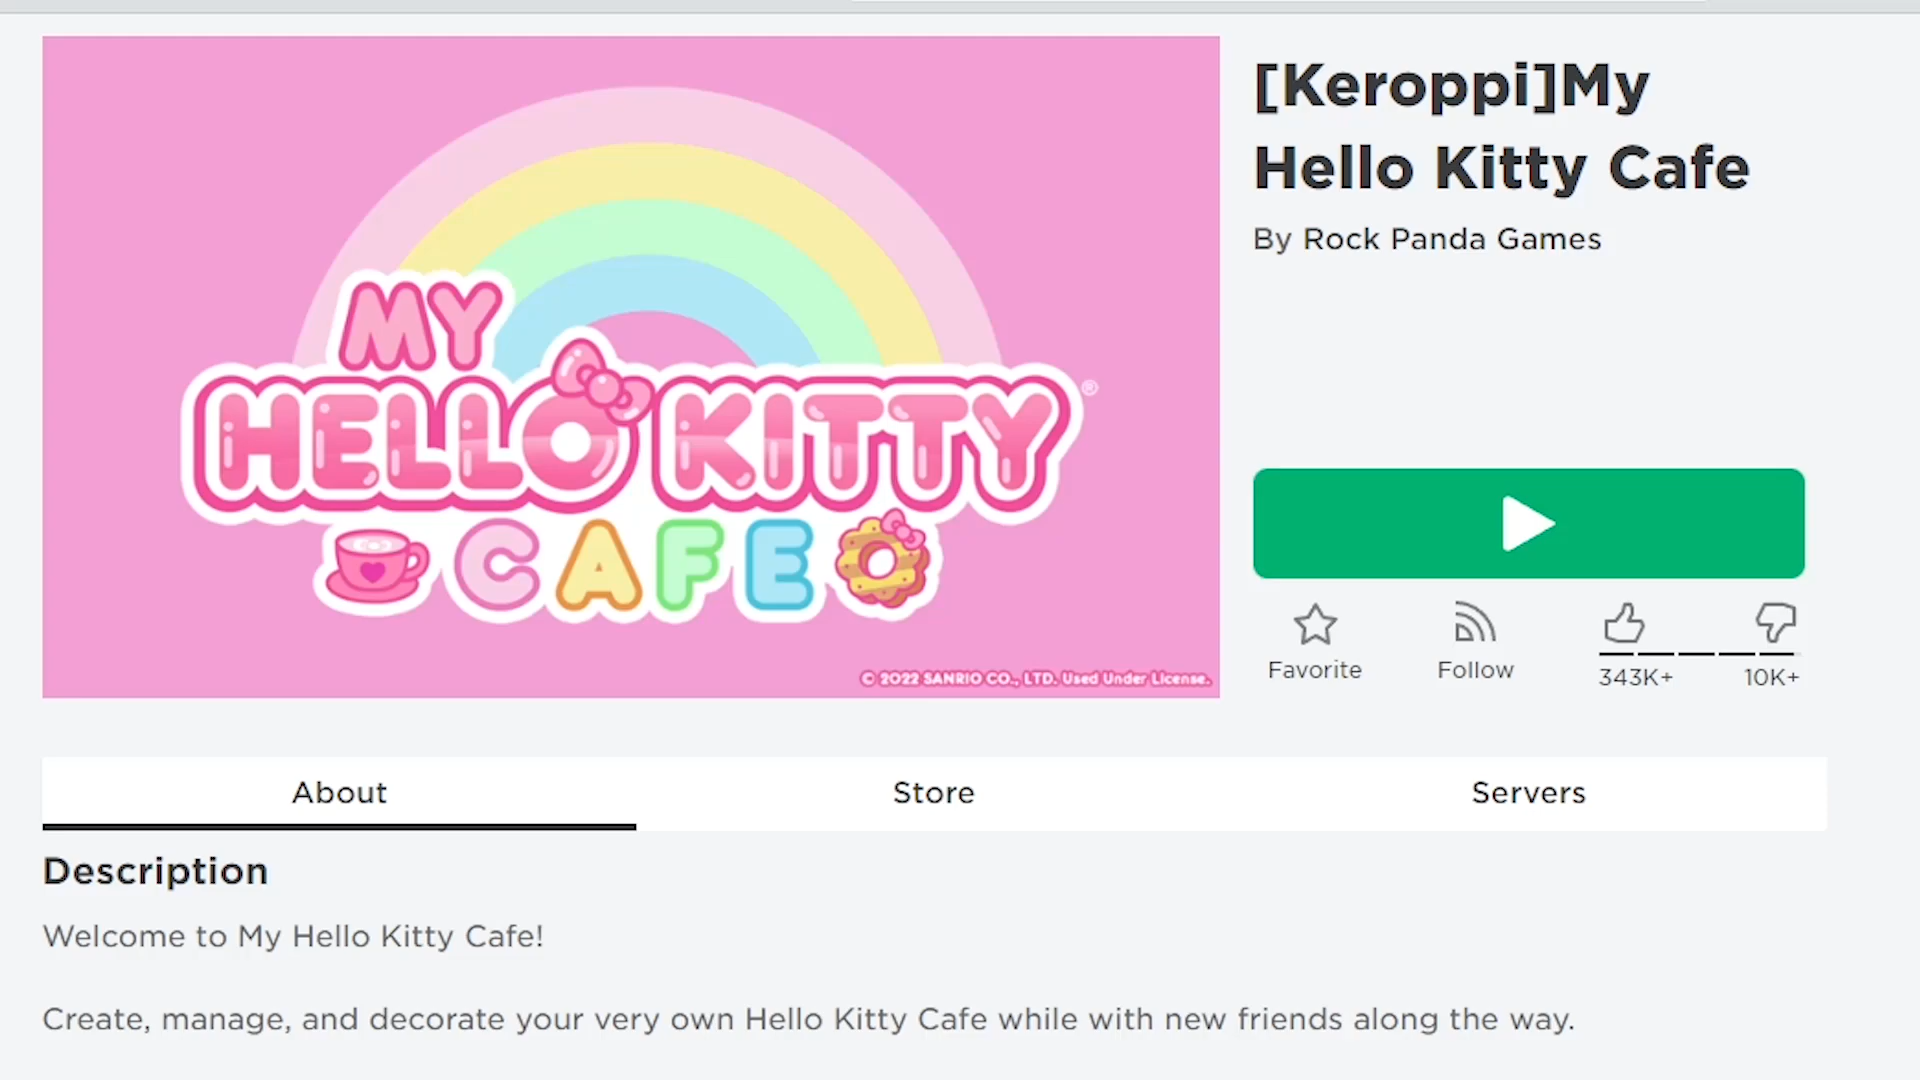 MY
HELLO KITTY ®
CAFE
© 2022 SANRIO CO., LTD. Used Under License.
[Keroppi]My
Hello Kitty Cafe
By Rock Panda Games
Favorite
Follow
343K+
10K+
About
Store
Servers
Description
Welcome to My Hello Kitty Cafe!
Create, manage, and decorate your very own Hello Kitty Cafe while with new friends along the way.